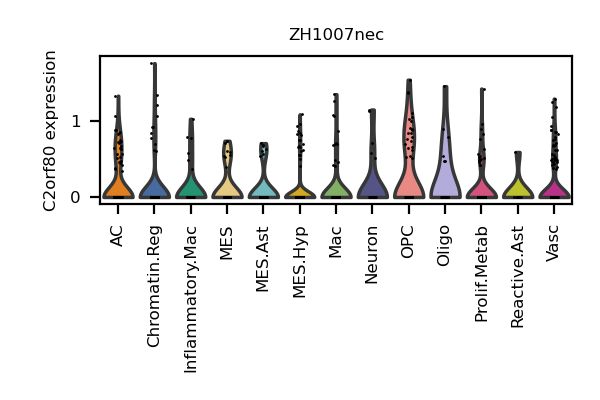 ZH1007nec
C2orf80 expression
1
0
AC
Chromatin.Reg
Inflammatory.Mac
MES
MES.Ast
MES.Hyp
Mac
Neuron
OPC
Oligo
Prolif.Metab
Reactive.Ast
Vasc